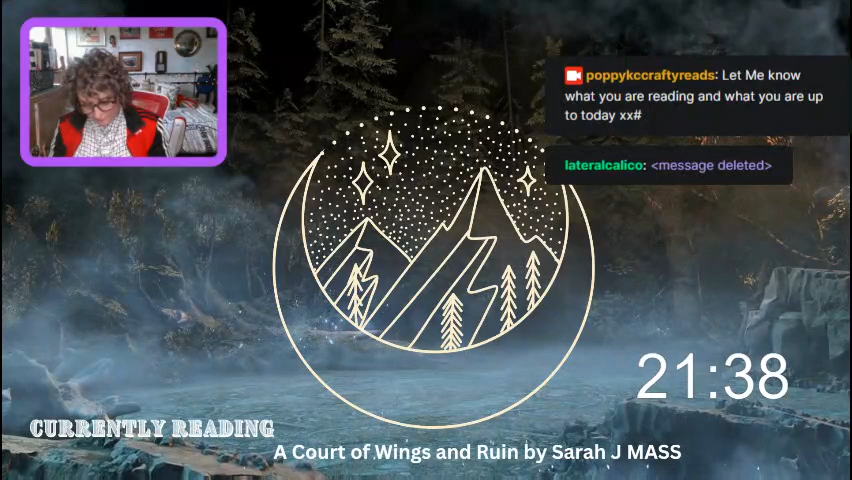 poppykccraftyreads: Let Me know
what you are reading and what you are up
to today xx#
lateralcalico: <message deleted>
21:38
CURRENTLY READING
A Court of Wings and Ruin by Sarah J MASS